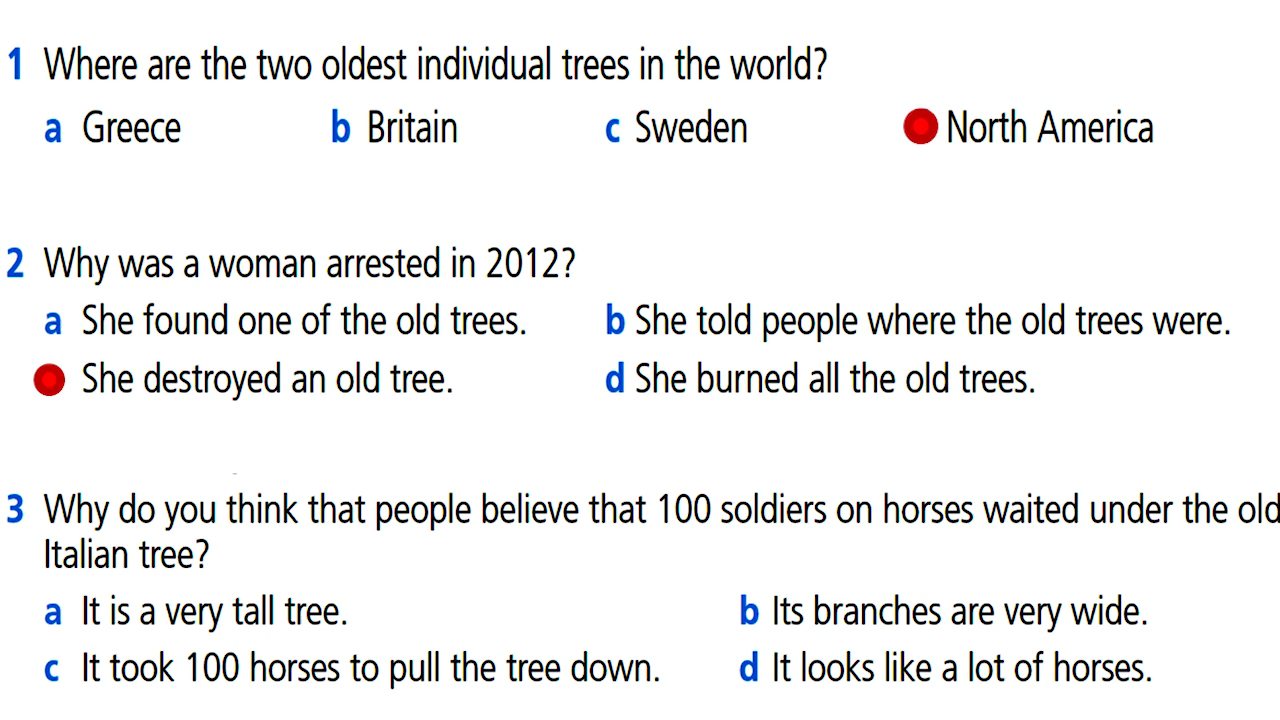 1 Where are the two oldest individual trees in the world?
a Greece b Britain c Sweden North America
2 Why was a woman arrested in 2012?
a She found one of the old trees. b She told people where the old trees were.
She destroyed an old tree. d She burned all the old trees.
3 Why do you think that people believe that 100 soldiers on horses waited under the old
Italian tree?
a It is a very tall tree. b Its branches are very wide.
c It took 100 horses to pull the tree down. d It looks like a lot of horses.